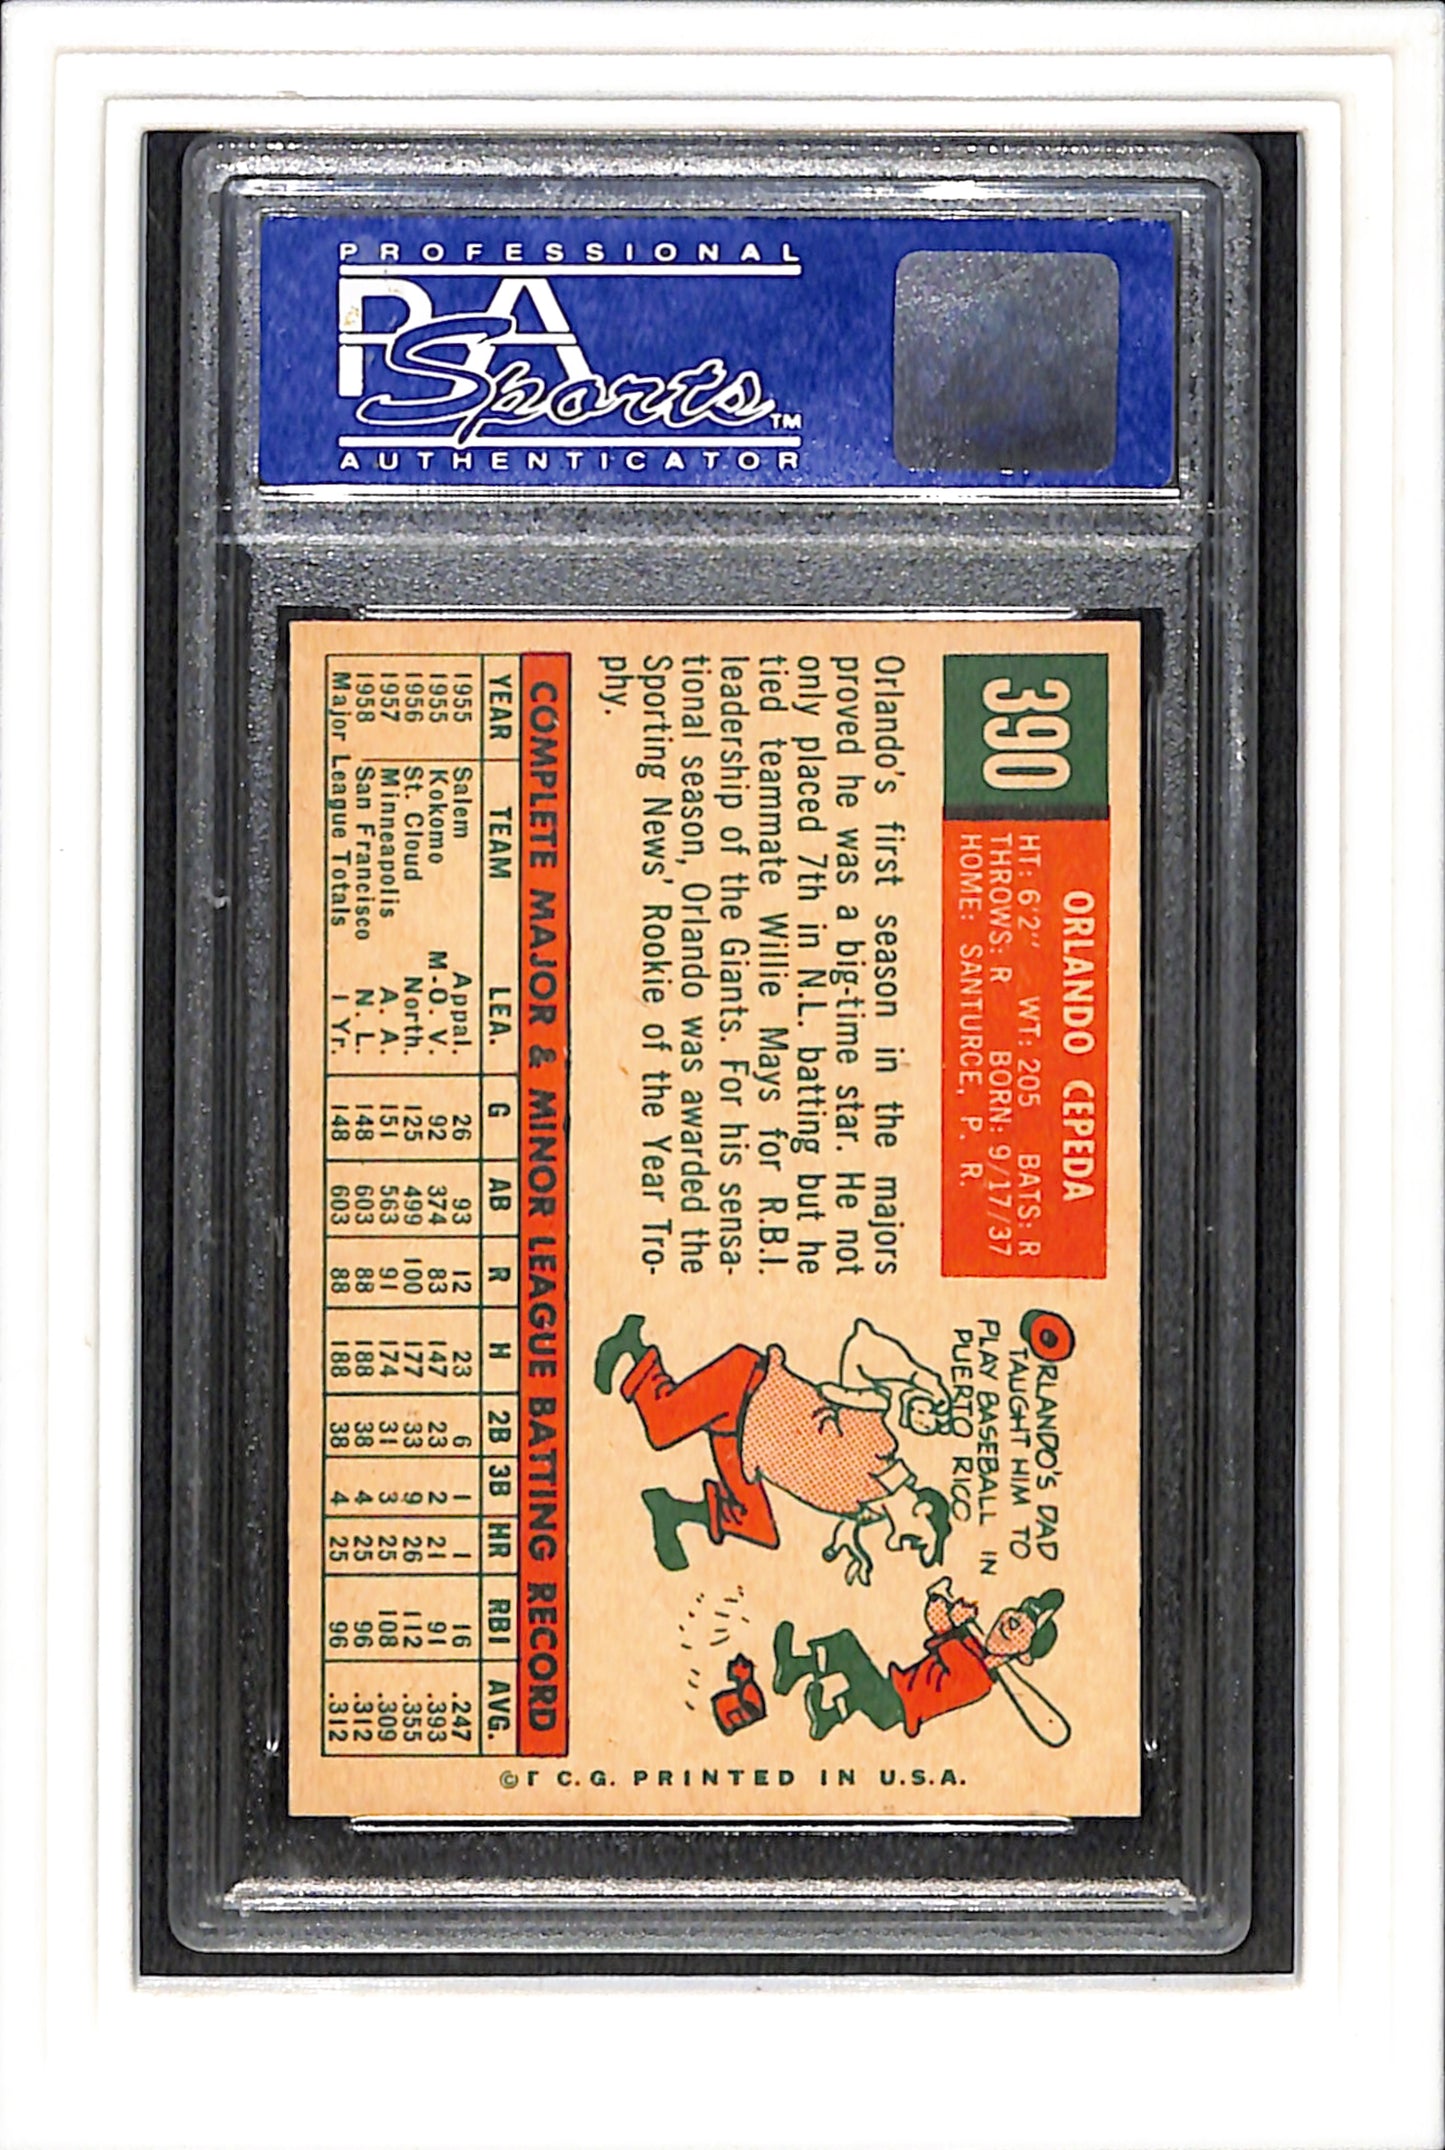 PROFESSIONAL
PSA
Sports™
AUTHENTICATOR
390
ORLANDO CEPEDA
HT: 6'2" WT: 205 BATS: R
THROWS: R BORN: 9/17/37
HOME: SANTURCE, P. R.
Orlando's first season in the majors
proved he was a big-time star. He not
only placed 7th in N.L. batting but he
tied teammate Willie Mays for R.B.I.
leadership of the Giants. For his sensa-
tional season, Orlando was awarded the
Sporting News' Rookie of the Year Tro-
phy.
ORLANDO'S DAD
TAUGHT HIM TO
PLAY BASEBALL IN
PUERTO RICO
COMPLETE MAJOR & MINOR LEAGUE BATTING RECORD
YEAR TEAM LEA. G AB R H 2B 3B HR RBI AVG.
1955 Salem Appal. 26 93 12 23 6 1 1 16 .247
1955 Kokomo M-O. V. 92 374 83 147 23 2 21 91 .393
1956 St. Cloud North. 125 499 100 177 33 9 26 112 .355
1957 Minneapolis A. A. 151 563 91 174 31 3 25 108 .309
1958 San Francisco N. L. 148 603 88 188 38 4 25 96 .312
Major League Totals 1 Yr. 148 603 88 188 38 4 25 96 .312
© T.C.G. PRINTED IN U.S.A.